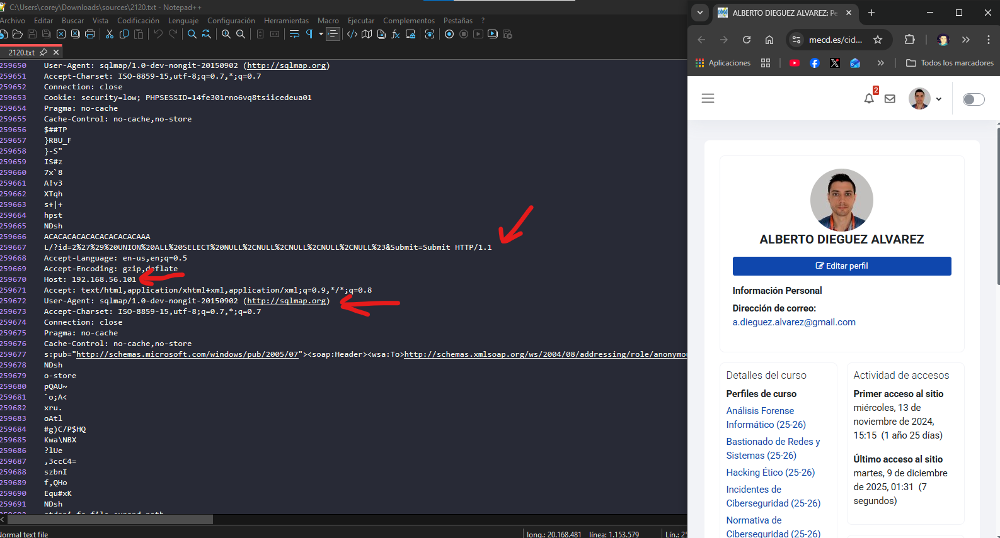 C:\Users\corey\Downloads\sources\2120.txt - Notepad++
Archivo Editar Buscar Vista Codificación Lenguaje Configuración Herramientas Macro Ejecutar Complementos Pestañas ?
2120.txt
259650 User-Agent: sqlmap/1.0-dev-nongit-20150902 (http://sqlmap.org)
259651 Accept-Charset: ISO-8859-15,utf-8;q=0.7,*;q=0.7
259652 Connection: close
259653 Cookie: security=low; PHPSESSID=14fe301rno6vq8tsiicedeua01
259654 Pragma: no-cache
259655 Cache-Control: no-cache,no-store
259656 $##TP
259657 }R8U_F
259658 }-S"
259659 IS#z
259660 7x`8
259661 A!v3
259662 XTqh
259663 s+|+
259664 hpst
259665 NDsh
259666 ACACACACACACACACACACAAA
259667 L/?id=2%27%29%20UNION%20ALL%20SELECT%20NULL%2CNULL%2CNULL%2CNULL%2CNULL%23&Submit=Submit HTTP/1.1
259668 Accept-Language: en-us,en;q=0.5
259669 Accept-Encoding: gzip,deflate
259670 Host: 192.168.56.101
259671 Accept: text/html,application/xhtml+xml,application/xml;q=0.9,*/*;q=0.8
259672 User-Agent: sqlmap/1.0-dev-nongit-20150902 (http://sqlmap.org)
259673 Accept-Charset: ISO-8859-15,utf-8;q=0.7,*;q=0.7
259674 Connection: close
259675 Pragma: no-cache
259676 Cache-Control: no-cache,no-store
259677 s:pub="http://schemas.microsoft.com/windows/pub/2005/07"><soap:Header><wsa:To>http://schemas.xmlsoap.org/ws/2004/08/addressing/role/anonymo
259678 NDsh
259679 o-store
259680 pQAU~
259681 `o;A<
259682 xru.
259683 oAtl
259684 #g)C/P$HQ
259685 Kwa\NBX
259686 ?lUe
259687 ,3ccC4=
259688 szbnI
259689 f,QHo
259690 Equ#xK
259691 NDsh
Normal text file long.: 20.168.481 línea: 1.153.579 Lín.: 25
ALBERTO DIEGUEZ ALVAREZ: Pe
mecd.es/cid...
Aplicaciones
Todos los marcadores
2
ALBERTO DIEGUEZ ALVAREZ
Editar perfil
Información Personal
Dirección de correo:
a.dieguez.alvarez@gmail.com
Detalles del curso
Perfiles de curso
Análisis Forense
Informático (25-26)
Bastionado de Redes y
Sistemas (25-26)
Hacking Ético (25-26)
Incidentes de
Ciberseguridad (25-26)
Normativa de
Ciberseguridad (25-26)
Actividad de accesos
Primer acceso al sitio
miércoles, 13 de
noviembre de 2024,
15:15 (1 año 25 días)
Último acceso al sitio
martes, 9 de diciembre
de 2025, 01:31 (7
segundos)